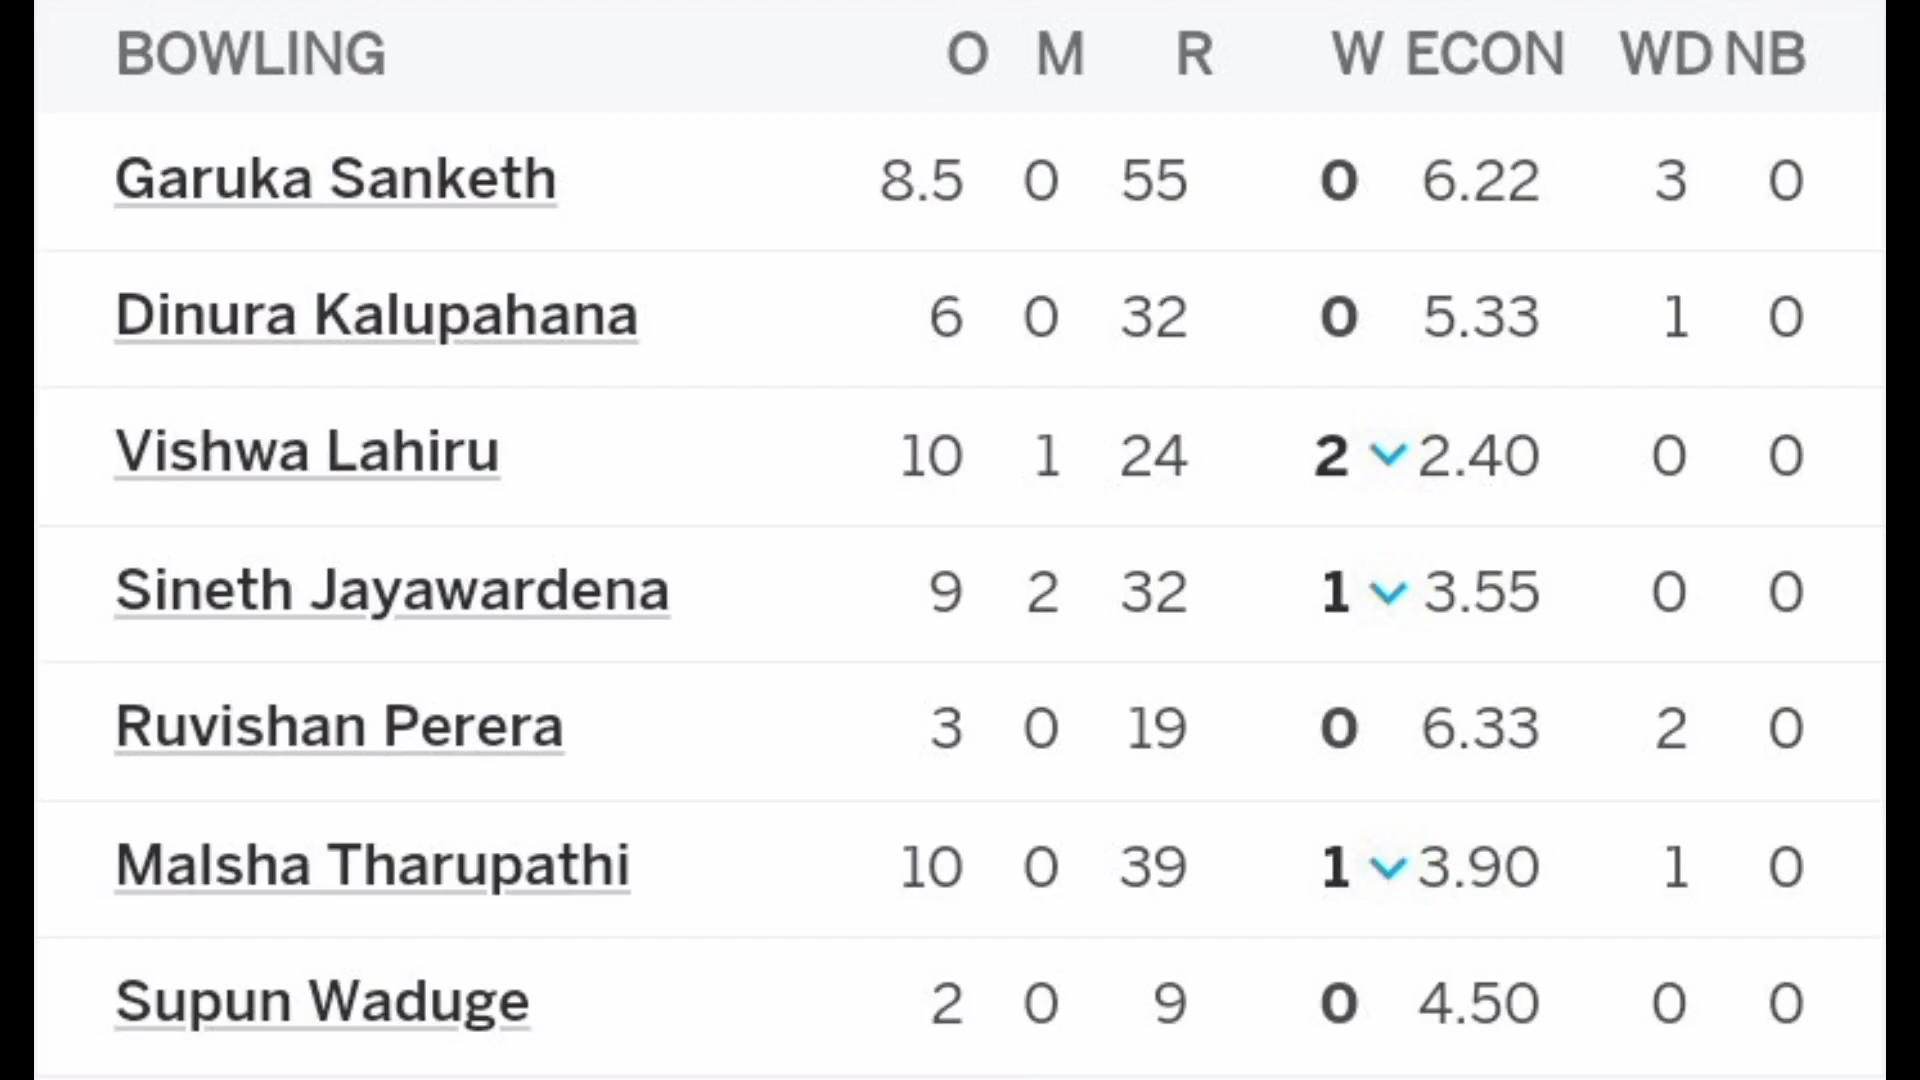 BOWLING O M R W ECON WD NB
Garuka Sanketh 8.5 0 55 0 6.22 3 0
Dinura Kalupahana 6 0 32 0 5.33 1 0
Vishwa Lahiru 10 1 24 2 2.40 0 0
Sineth Jayawardena 9 2 32 1 3.55 0 0
Ruvishan Perera 3 0 19 0 6.33 2 0
Malsha Tharupathi 10 0 39 1 3.90 1 0
Supun Waduge 2 0 9 0 4.50 0 0